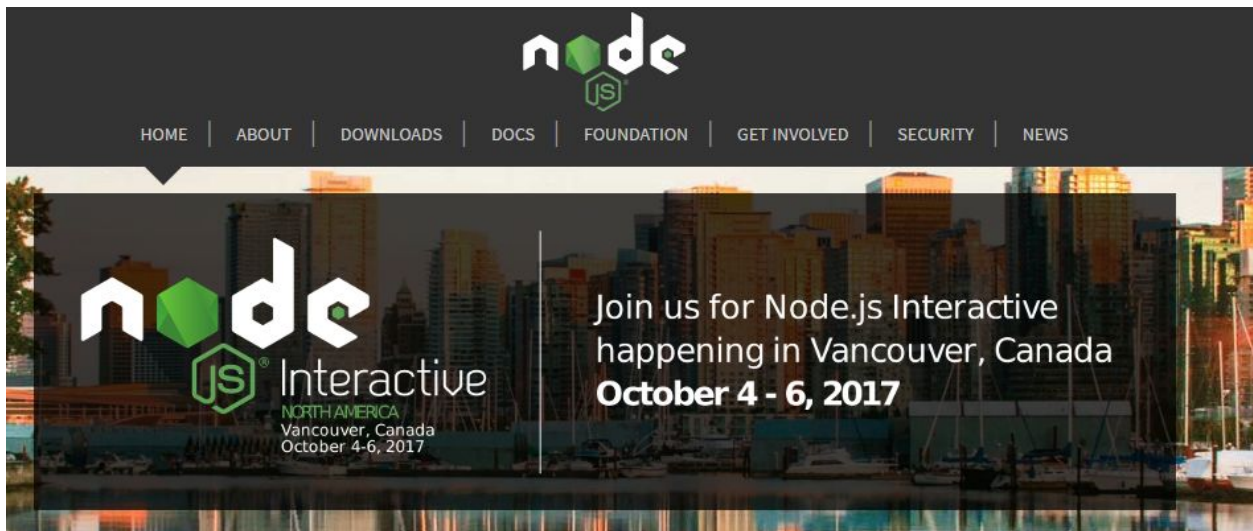 node
JS
HOME | ABOUT | DOWNLOADS | DOCS | FOUNDATION | GET INVOLVED | SECURITY | NEWS
node
JS® Interactive
NORTH AMERICA
Vancouver, Canada
October 4-6, 2017
Join us for Node.js Interactive
happening in Vancouver, Canada
October 4 - 6, 2017